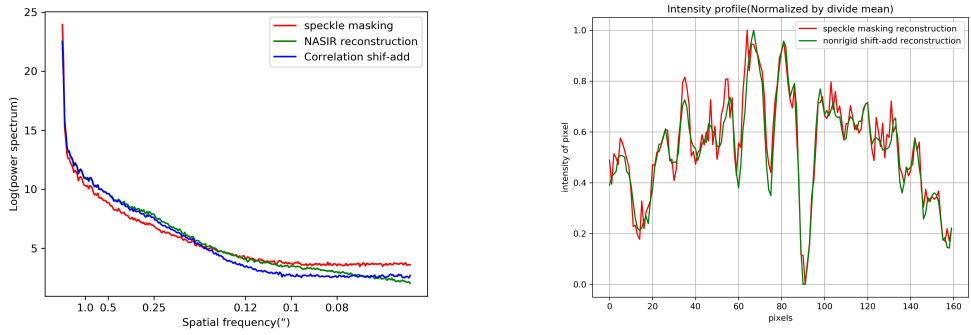 25
20
15
10
5
Log(power spectrum)
speckle masking
NASIR reconstruction
Correlation shif-add
1.0 0.5 0.25 0.12 0.1 0.08
Spatial frequency(“)
Intensity profile(Normalized by divide mean)
1.0
0.8
0.6
0.4
0.2
0.0
intensity of pixel
speckle masking reconstruction
nonrigid shift-add reconstruction
0 20 40 60 80 100 120 140 160
pixels